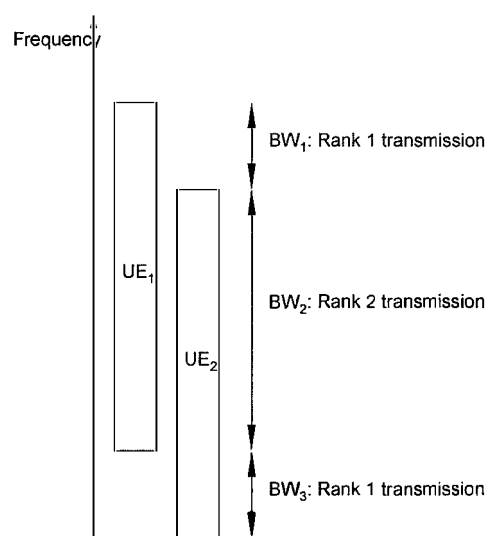 Frequency
BW₁: Rank 1 transmission
UE₁
BW₂: Rank 2 transmission
UE₂
BW₃: Rank 1 transmission